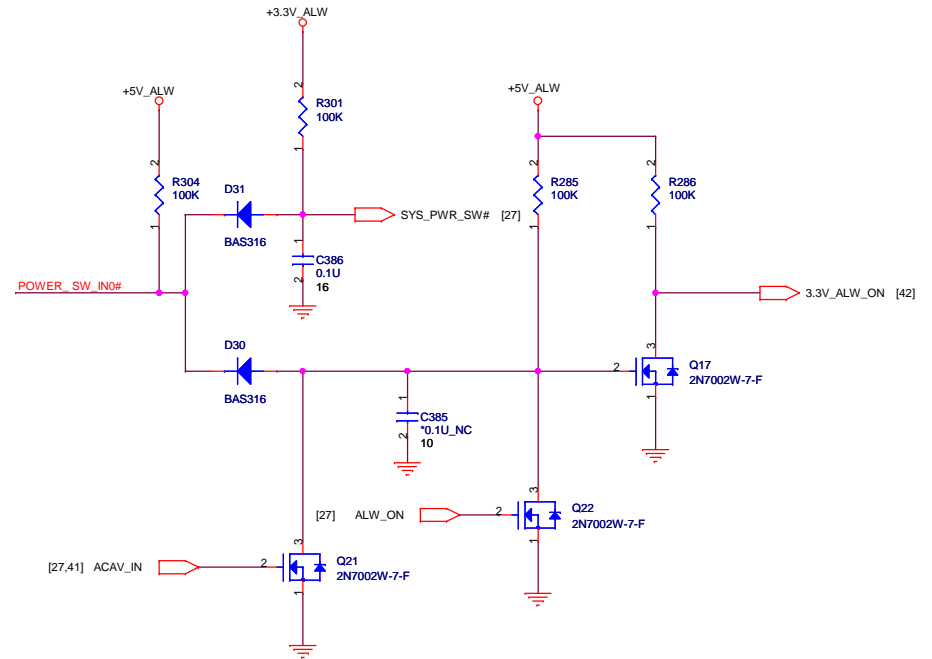 +3.3V_ALW
+5V_ALW
+5V_ALW
2
R301
100K
1
2
R304
100K
1
D31
BAS316
SYS_PWR_SW# [27]
1
C386
0.1U
16
2
2
R285
100K
1
2
R286
100K
1
POWER_ SW_IN0#
3.3V_ALW_ON [42]
D30
BAS316
3
2
Q17
2N7002W-7-F
1
1
C385
*0.1U_NC
10
2
[27] ALW_ON
3
2
Q22
2N7002W-7-F
1
[27,41] ACAV_IN
3
2
Q21
2N7002W-7-F
1